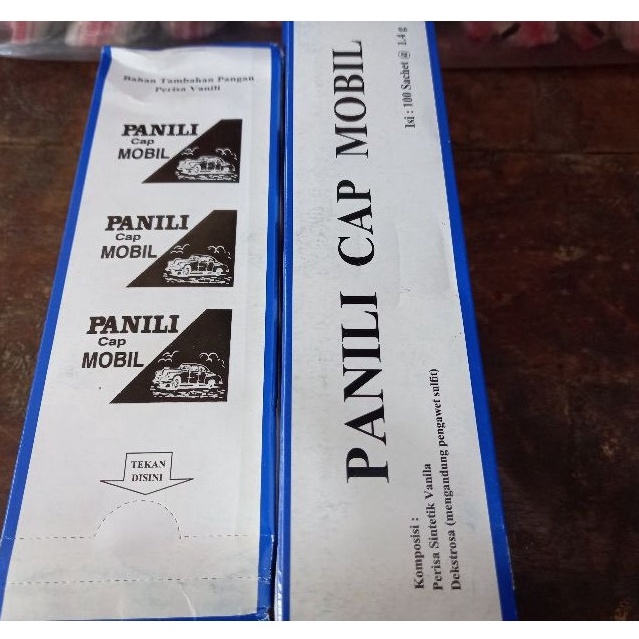 Bahan Tambahan Pangan
Perisa Vanili
PANILI
Cap
MOBIL
PANILI
Cap
MOBIL
PANILI
Cap
MOBIL
TEKAN
DISINI
PANILI CAP MOBIL
Isi : 100 Sachet @ 1.4 g
Komposisi :
Perisa Sintetik Vanila
Dekstrosa (mengandung pengawet sulfit)